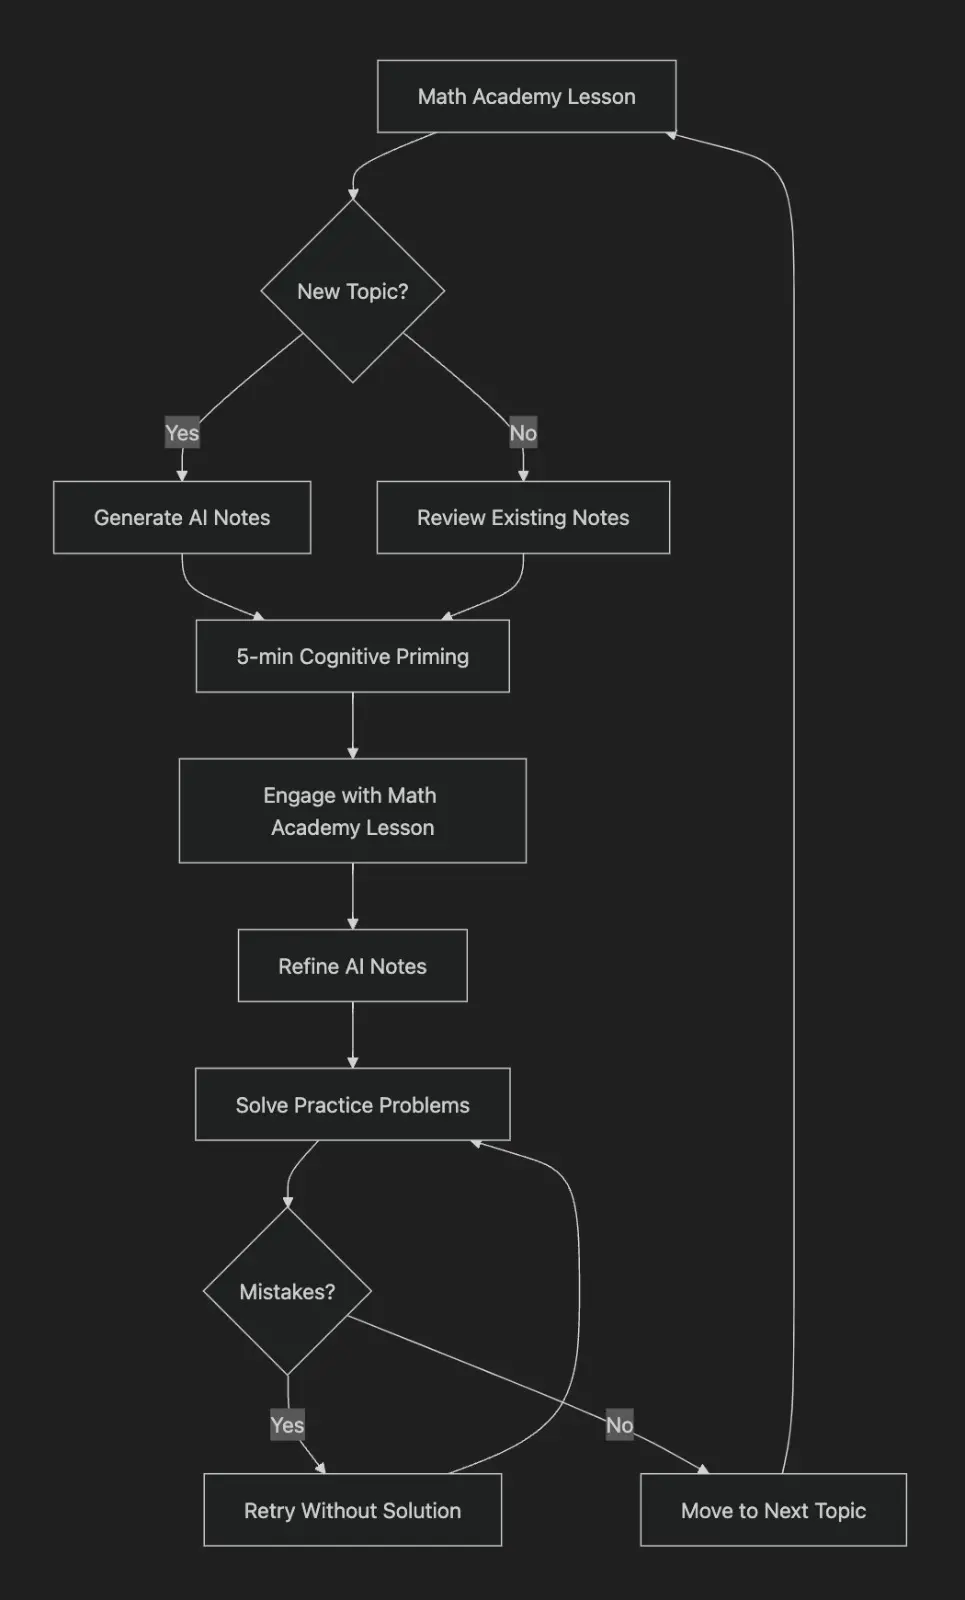 Math Academy Lesson
New Topic?
Yes
No
Generate AI Notes
Review Existing Notes
5-min Cognitive Priming
Engage with Math
Academy Lesson
Refine AI Notes
Solve Practice Problems
Mistakes?
Yes
No
Retry Without Solution
Move to Next Topic